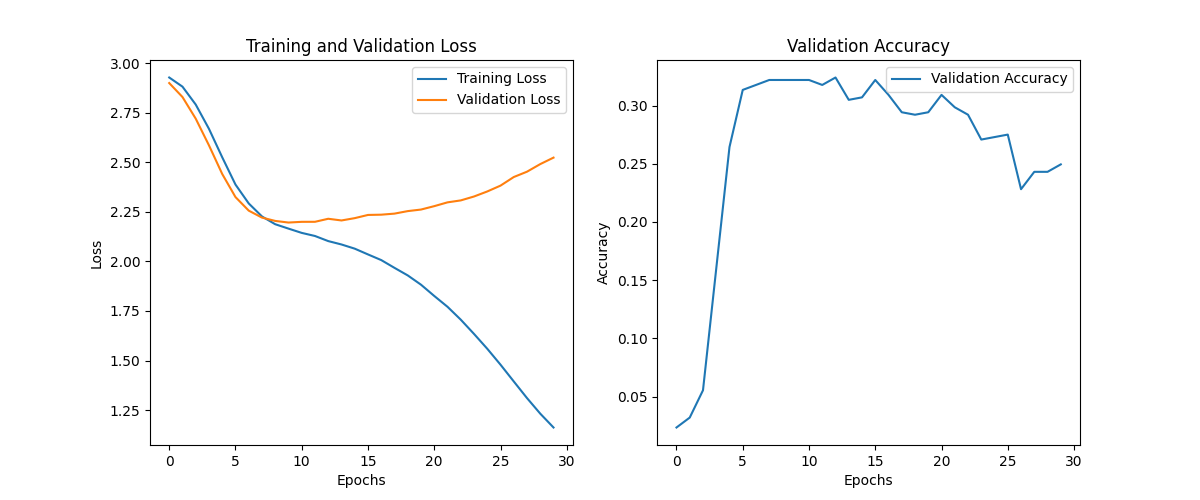 Training and Validation Loss
3.00
2.75
2.50
2.25
2.00
1.75
1.50
1.25
Loss
0 5 10 15 20 25 30
Epochs
Training Loss
Validation Loss
Validation Accuracy
0.30
0.25
0.20
0.15
0.10
0.05
Accuracy
0 5 10 15 20 25 30
Epochs
Validation Accuracy